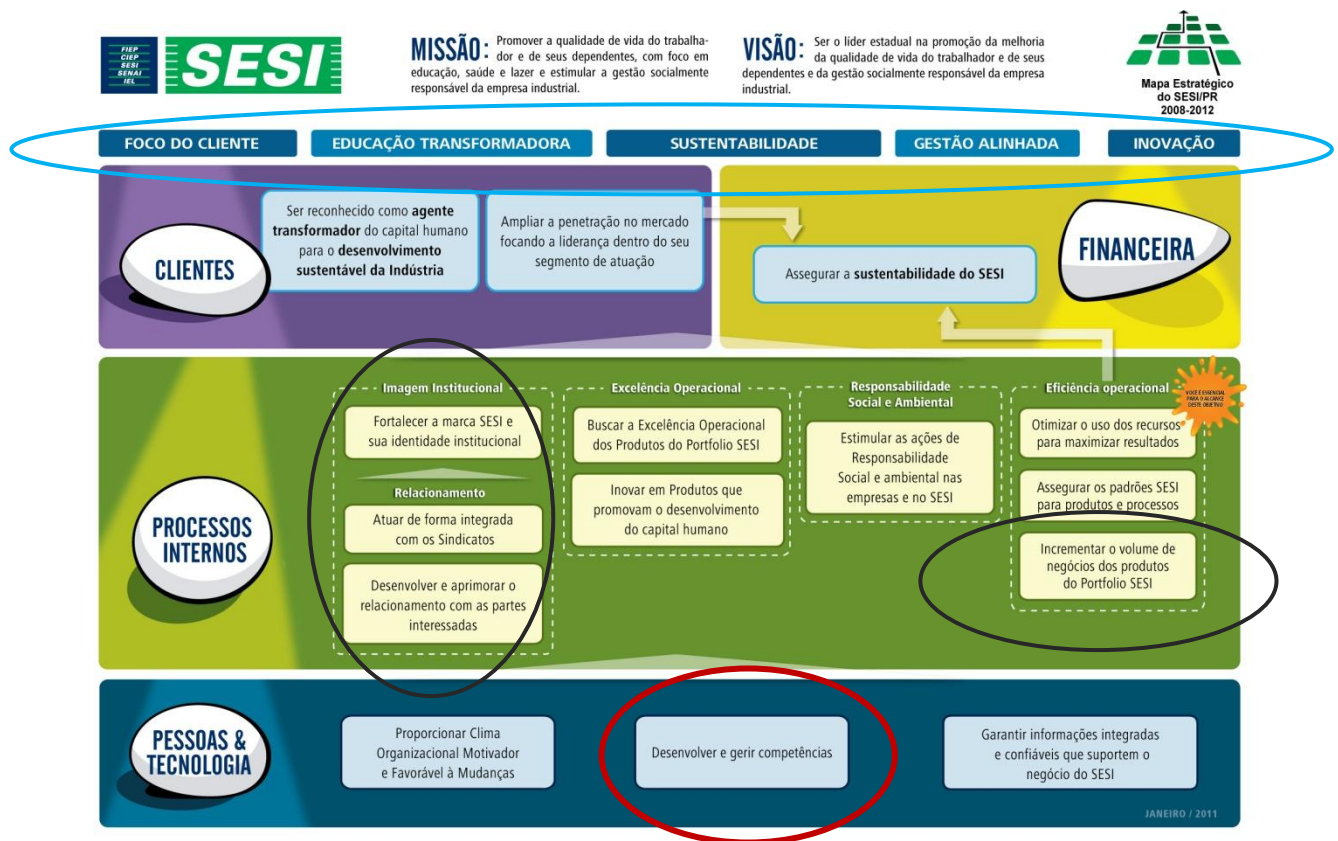 FIEP
CIEP
SESI
SENAI
IEL
SESI
MISSÃO: Promover a qualidade de vida do trabalha-
dor e de seus dependentes, com foco em
educação, saúde e lazer e estimular a gestão socialmente
responsável da empresa industrial.
VISÃO: Ser o líder estadual na promoção da melhoria
da qualidade de vida do trabalhador e de seus
dependentes e da gestão socialmente responsável da empresa
industrial.
Mapa Estratégico
do SESI/PR
2008-2012
FOCO DO CLIENTE
EDUCAÇÃO TRANSFORMADORA
SUSTENTABILIDADE
GESTÃO ALINHADA
INOVAÇÃO
CLIENTES
Ser reconhecido como agente
transformador do capital humano
para o desenvolvimento
sustentável da Indústria
Ampliar a penetração no mercado
focando a liderança dentro do seu
segmento de atuação
Assegurar a sustentabilidade do SESI
FINANCEIRA
PROCESSOS
INTERNOS
Imagem Institucional
Fortalecer a marca SESI e
sua identidade institucional
Relacionamento
Atuar de forma integrada
com os Sindicatos
Desenvolver e aprimorar o
relacionamento com as partes
interessadas
Excelência Operacional
Buscar a Excelência Operacional
dos Produtos do Portfolio SESI
Inovar em Produtos que
promovam o desenvolvimento
do capital humano
Responsabilidade
Social e Ambiental
Estimular as ações de
Responsabilidade
Social e ambiental nas
empresas e no SESI
Eficiência operacional
VOCÊ É ESSENCIAL
PARA O ALCANCE
DESTE OBJETIVO
Otimizar o uso dos recursos
para maximizar resultados
Assegurar os padrões SESI
para produtos e processos
Incrementar o volume de
negócios dos produtos
do Portfolio SESI
PESSOAS &
TECNOLOGIA
Proporcionar Clima
Organizacional Motivador
e Favorável à Mudanças
Desenvolver e gerir competências
Garantir informações integradas
e confiáveis que suportem o
negócio do SESI
JANEIRO / 2011